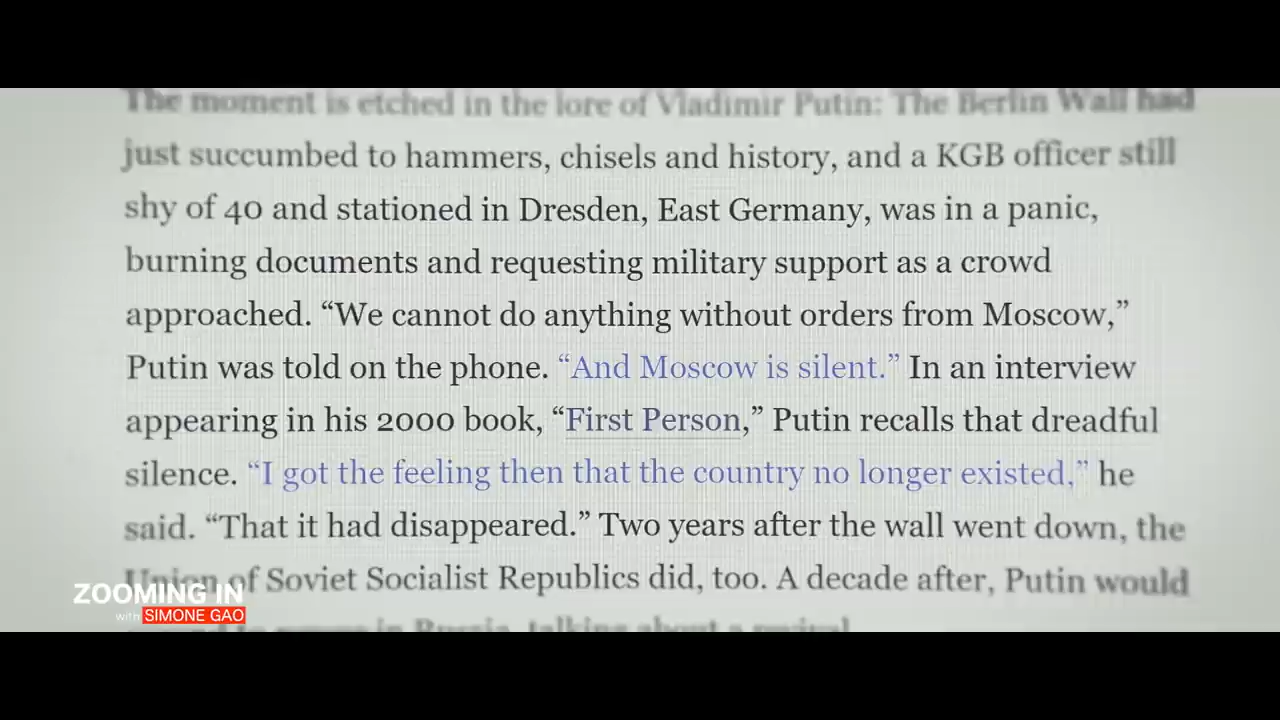 The moment is etched in the lore of Vladimir Putin: The Berlin Wall had
just succumbed to hammers, chisels and history, and a KGB officer still
shy of 40 and stationed in Dresden, East Germany, was in a panic,
burning documents and requesting military support as a crowd
approached. “We cannot do anything without orders from Moscow,”
Putin was told on the phone. “And Moscow is silent.” In an interview
appearing in his 2000 book, “First Person,” Putin recalls that dreadful
silence. “I got the feeling then that the country no longer existed,” he
said. “That it had disappeared.” Two years after the wall went down, the
Union of Soviet Socialist Republics did, too. A decade after, Putin would
in Russia, talking about a revival
ZOOMING IN
with SIMONE GAO